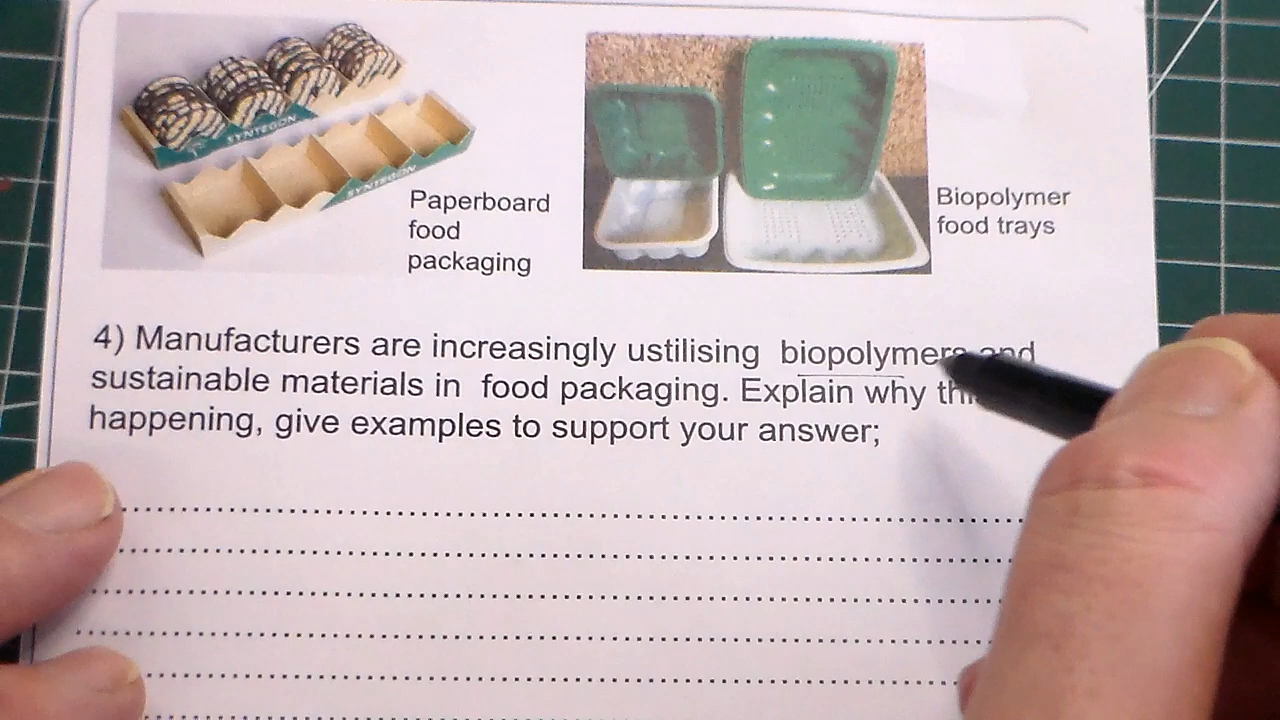 SYNTEGON
SYNTEGON
Paperboard
food
packaging
Biopolymer
food trays
4) Manufacturers are increasingly ustilising biopolymers and
sustainable materials in food packaging. Explain why
happening, give examples to support your answer;